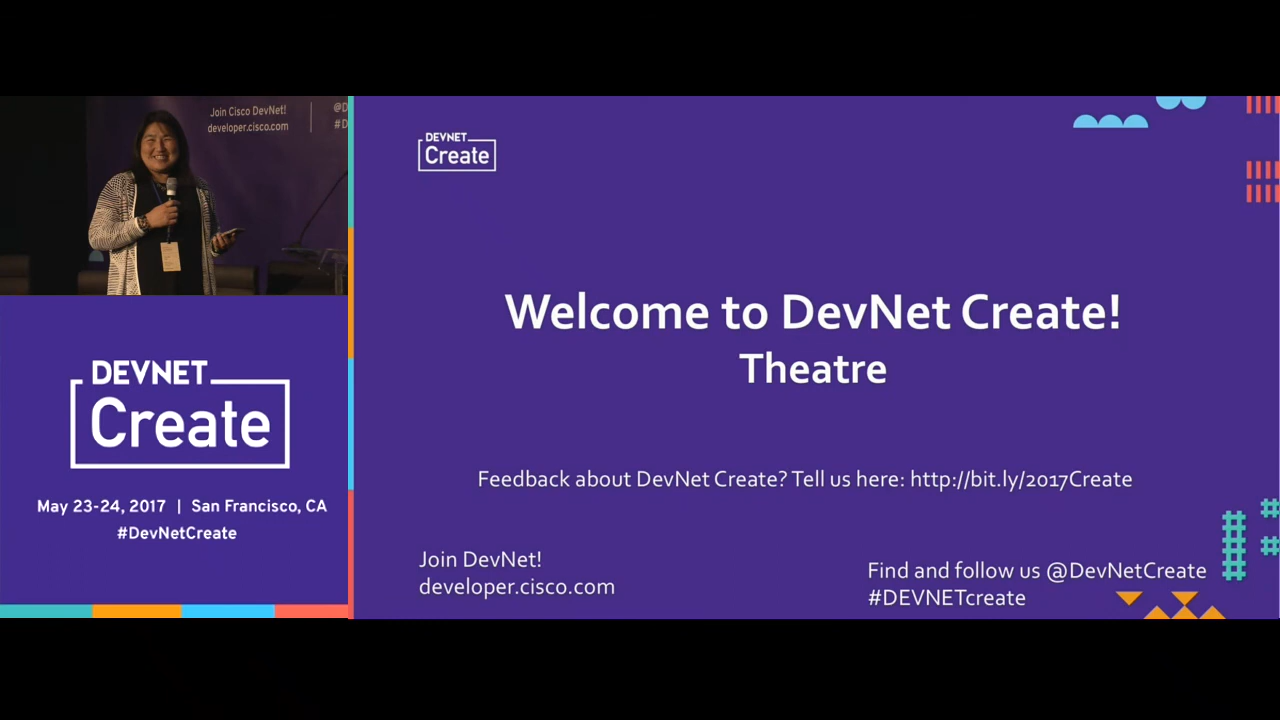 Join Cisco DevNet!
developer.cisco.com
@D
#D
DEVNET
Create
May 23-24, 2017 | San Francisco, CA
#DevNetCreate
DEVNET
Create
Welcome to DevNet Create!
Theatre
Feedback about DevNet Create? Tell us here: http://bit.ly/2017Create
Join DevNet!
developer.cisco.com
Find and follow us @DevNetCreate
#DEVNETcreate